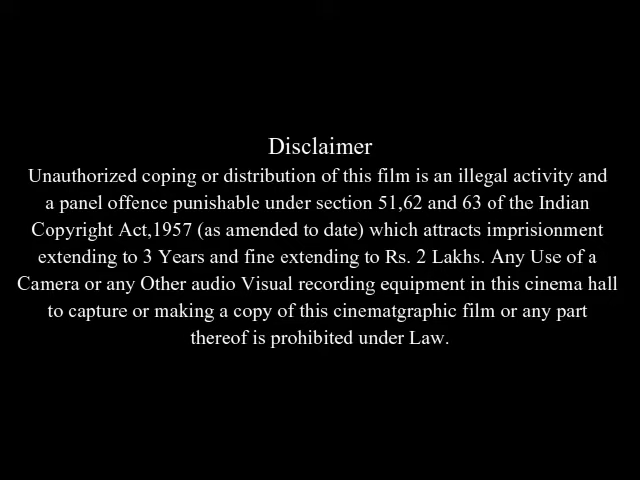 Disclaimer
Unauthorized coping or distribution of this film is an illegal activity and
a panel offence punishable under section 51,62 and 63 of the Indian
Copyright Act,1957 (as amended to date) which attracts imprisionment
extending to 3 Years and fine extending to Rs. 2 Lakhs. Any Use of a
Camera or any Other audio Visual recording equipment in this cinema hall
to capture or making a copy of this cinematgraphic film or any part
thereof is prohibited under Law.